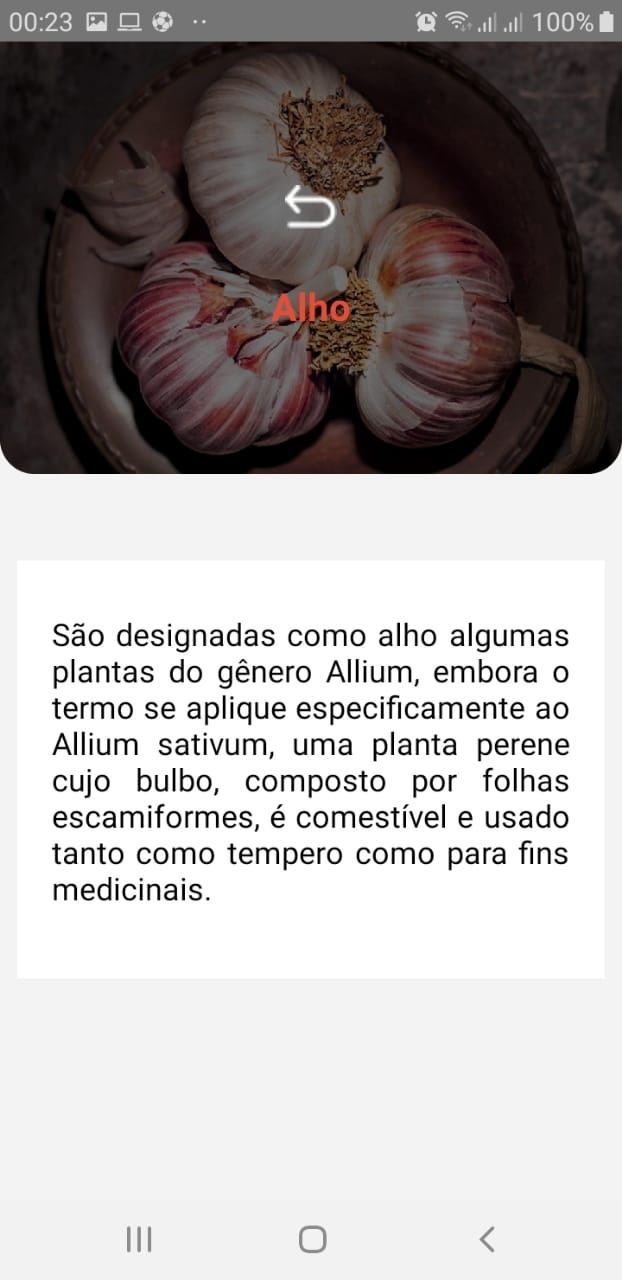 00:23
100%
Alho
São designadas como alho algumas
plantas do gênero Allium, embora o
termo se aplique especificamente ao
Allium sativum, uma planta perene
cujo bulbo, composto por folhas
escamiformes, é comestível e usado
tanto como tempero como para fins
medicinais.